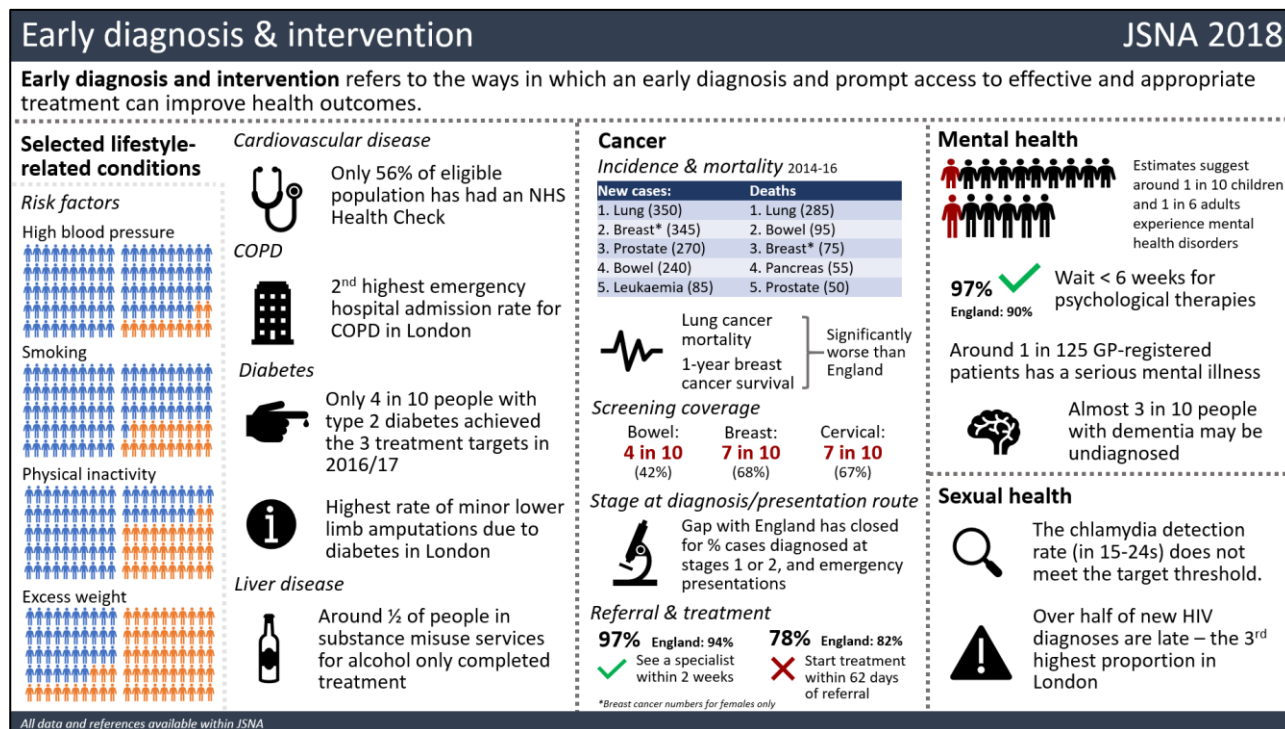 Early diagnosis & intervention
JSNA 2018
Early diagnosis and intervention refers to the ways in which an early diagnosis and prompt access to effective and appropriate
treatment can improve health outcomes.
Selected lifestyle-
related conditions
Risk factors
High blood pressure
Smoking
Physical inactivity
Excess weight
Cardiovascular disease
Only 56% of eligible
population has had an NHS
Health Check
COPD
2nd highest emergency
hospital admission rate for
COPD in London
Diabetes
Only 4 in 10 people with
type 2 diabetes achieved
the 3 treatment targets in
2016/17
Highest rate of minor lower
limb amputations due to
diabetes in London
Liver disease
Around ½ of people in
substance misuse services
for alcohol only completed
treatment
Cancer
Incidence & mortality 2014-16
New cases: Deaths
1. Lung (350) 1. Lung (285)
2. Breast* (345) 2. Bowel (95)
3. Prostate (270) 3. Breast* (75)
4. Bowel (240) 4. Pancreas (55)
5. Leukaemia (85) 5. Prostate (50)
Lung cancer
mortality
1-year breast
cancer survival
Significantly
worse than
England
Screening coverage
Bowel: Breast: Cervical:
4 in 10 7 in 10 7 in 10
(42%) (68%) (67%)
Stage at diagnosis/presentation route
Gap with England has closed
for % cases diagnosed at
stages 1 or 2, and emergency
presentations
Referral & treatment
97% England: 94%
See a specialist
within 2 weeks
78% England: 82%
Start treatment
within 62 days
of referral
*Breast cancer numbers for females only
Mental health
Estimates suggest
around 1 in 10 children
and 1 in 6 adults
experience mental
health disorders
97%
England: 90%
Wait < 6 weeks for
psychological therapies
Around 1 in 125 GP-registered
patients has a serious mental illness
Almost 3 in 10 people
with dementia may be
undiagnosed
Sexual health
The chlamydia detection
rate (in 15-24s) does not
meet the target threshold.
Over half of new HIV
diagnoses are late – the 3rd
highest proportion in
London
All data and references available within JSNA